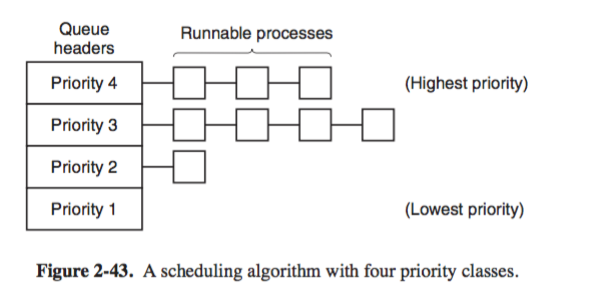 Queue
headers
Runnable processes
Priority 4
(Highest priority)
Priority 3
Priority 2
Priority 1
(Lowest priority)
Figure 2-43. A scheduling algorithm with four priority classes.